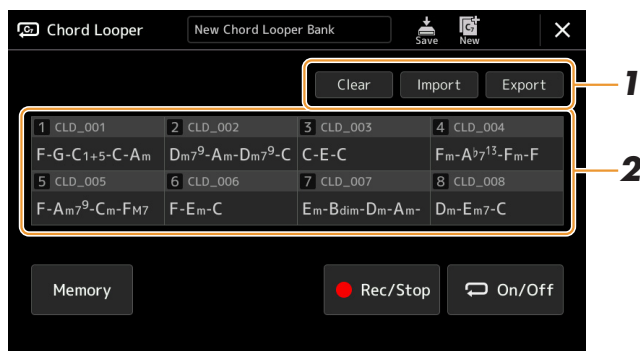 C7 Chord Looper New Chord Looper Bank Save New ×
Clear Import Export 1
1 CLD_001 2 CLD_002 3 CLD_003 4 CLD_004
F-G-C1+5-C-Am Dm7⁹-Am-Dm7⁹-C C-E-C Fm-A♭7¹³-Fm-F
2
5 CLD_005 6 CLD_006 7 CLD_007 8 CLD_008
F-Am7⁹-Cm-FM7 F-Em-C Em-Bdim-Dm-Am- Dm-Em7-C
Memory Rec/Stop On/Off